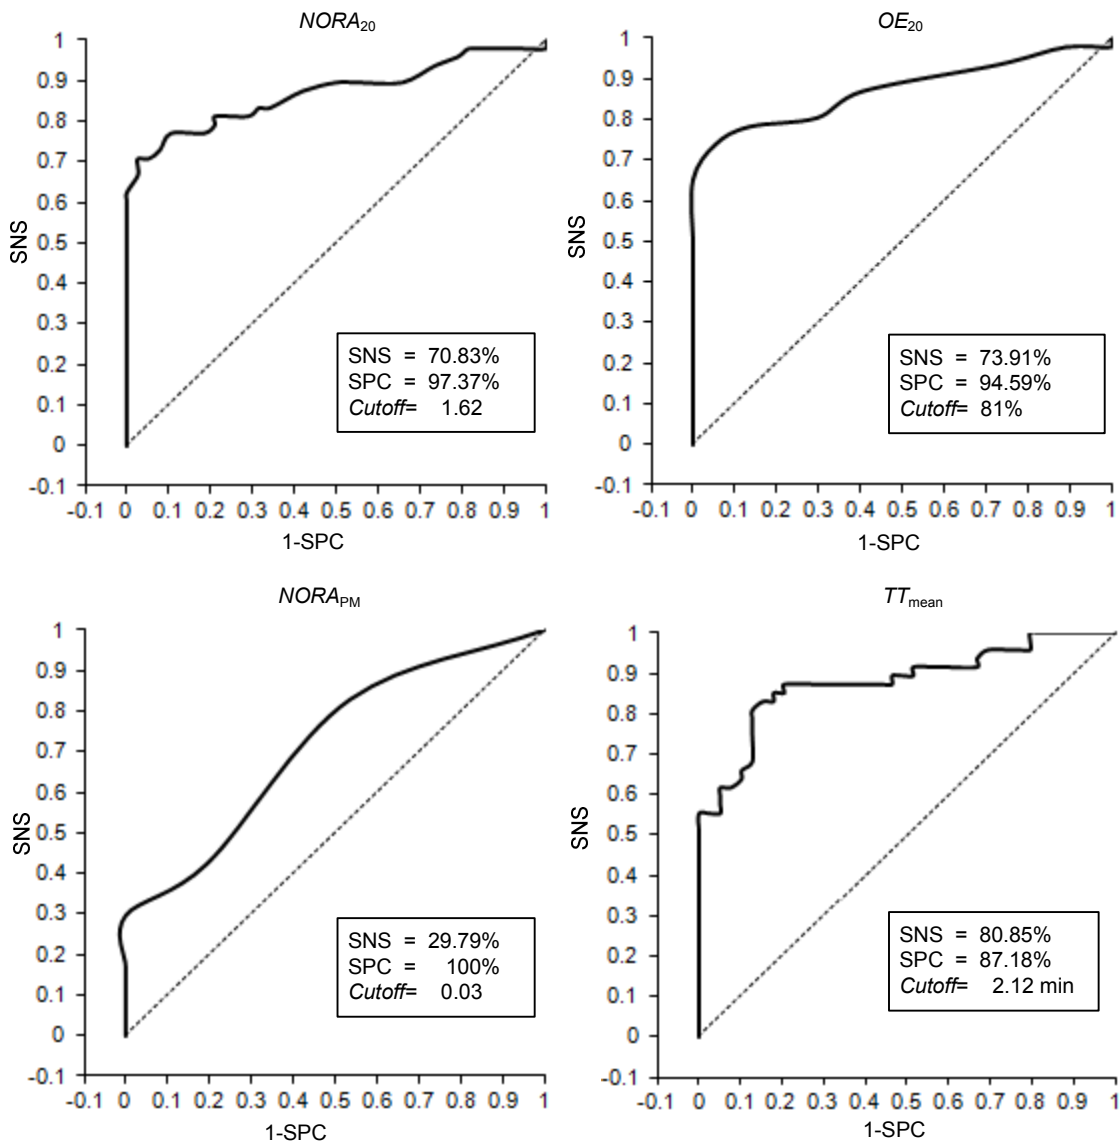 NORA20
1
0.9
0.8
0.7
0.6
0.5
0.4
0.3
0.2
0.1
0
-0.1
SNS
-0.1 0 0.1 0.2 0.3 0.4 0.5 0.6 0.7 0.8 0.9 1
1-SPC
SNS = 70.83%
SPC = 97.37%
Cutoff= 1.62
OE20
1
0.9
0.8
0.7
0.6
0.5
0.4
0.3
0.2
0.1
0
-0.1
SNS
-0.1 0 0.1 0.2 0.3 0.4 0.5 0.6 0.7 0.8 0.9 1
1-SPC
SNS = 73.91%
SPC = 94.59%
Cutoff= 81%
NORAPM
1
0.9
0.8
0.7
0.6
0.5
0.4
0.3
0.2
0.1
0
-0.1
SNS
-0.1 0 0.1 0.2 0.3 0.4 0.5 0.6 0.7 0.8 0.9 1
1-SPC
SNS = 29.79%
SPC = 100%
Cutoff= 0.03
TTmean
1
0.9
0.8
0.7
0.6
0.5
0.4
0.3
0.2
0.1
0
-0.1
SNS
-0.1 0 0.1 0.2 0.3 0.4 0.5 0.6 0.7 0.8 0.9 1
1-SPC
SNS = 80.85%
SPC = 87.18%
Cutoff= 2.12 min